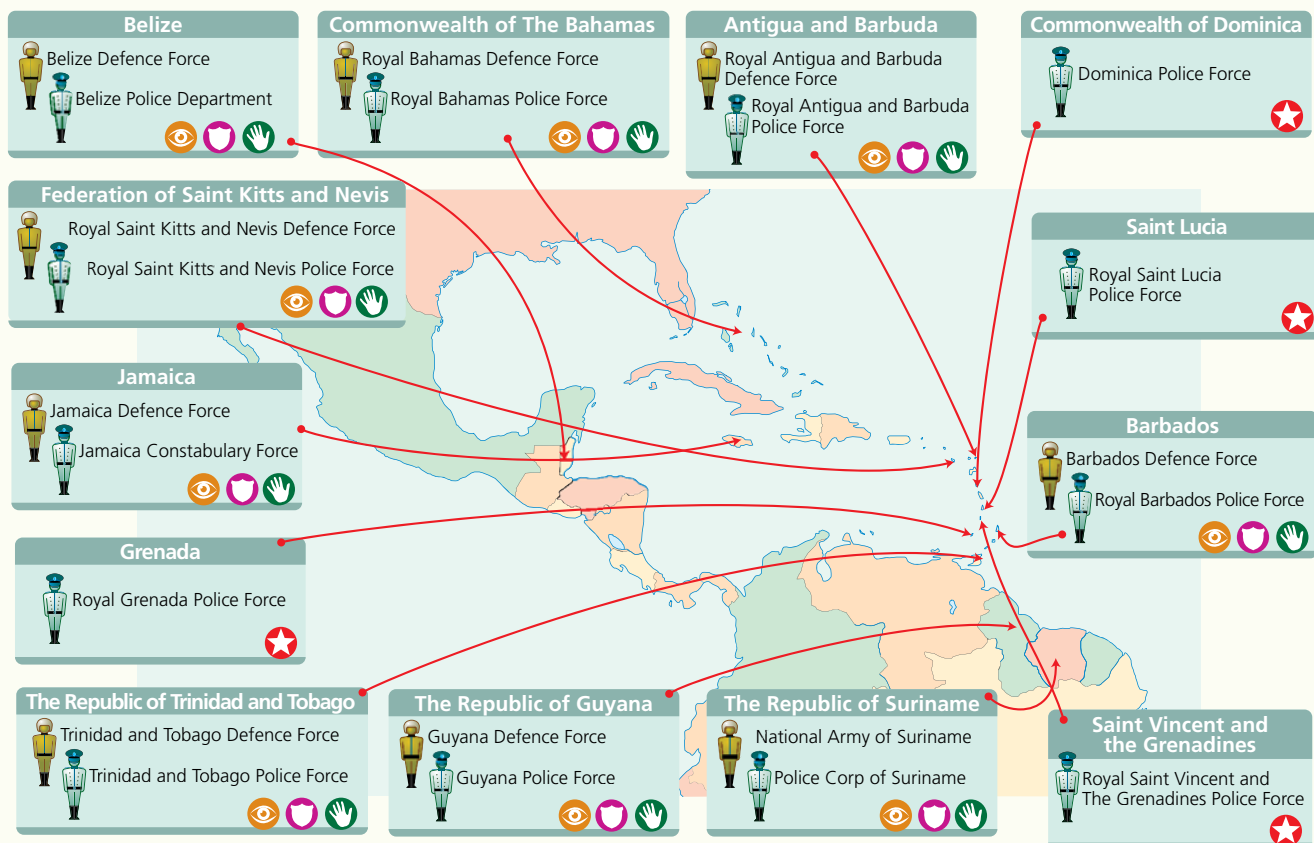 Belize
Belize Defence Force
Belize Police Department
Commonwealth of The Bahamas
Royal Bahamas Defence Force
Royal Bahamas Police Force
Antigua and Barbuda
Royal Antigua and Barbuda
Defence Force
Royal Antigua and Barbuda
Police Force
Commonwealth of Dominica
Dominica Police Force
Federation of Saint Kitts and Nevis
Royal Saint Kitts and Nevis Defence Force
Royal Saint Kitts and Nevis Police Force
Saint Lucia
Royal Saint Lucia
Police Force
Jamaica
Jamaica Defence Force
Jamaica Constabulary Force
Barbados
Barbados Defence Force
Royal Barbados Police Force
Grenada
Royal Grenada Police Force
The Republic of Trinidad and Tobago
Trinidad and Tobago Defence Force
Trinidad and Tobago Police Force
The Republic of Guyana
Guyana Defence Force
Guyana Police Force
The Republic of Suriname
National Army of Suriname
Police Corp of Suriname
Saint Vincent and
the Grenadines
Royal Saint Vincent and
The Grenadines Police Force